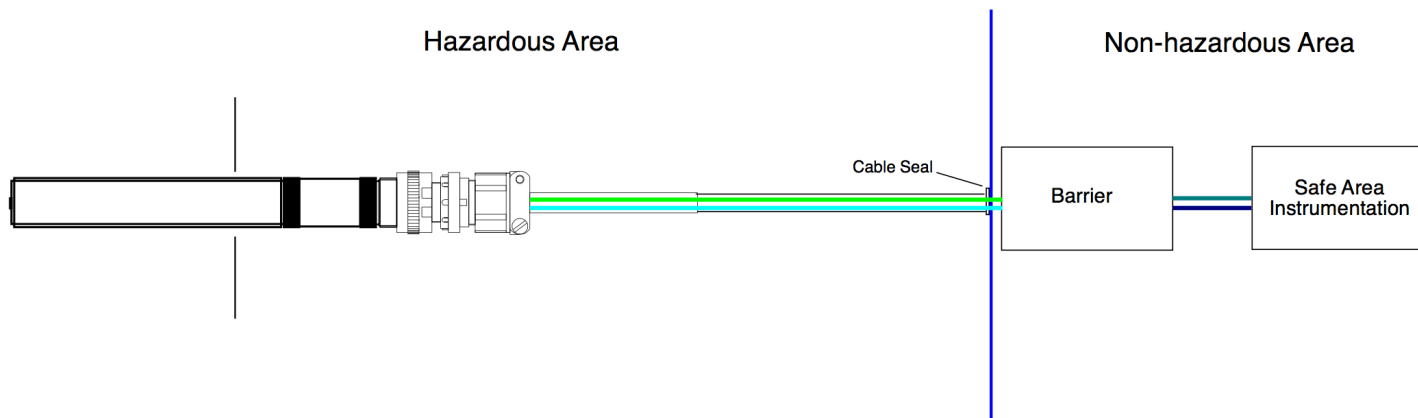 Hazardous Area
Non-hazardous Area
Cable Seal
Barrier
Safe Area
Instrumentation